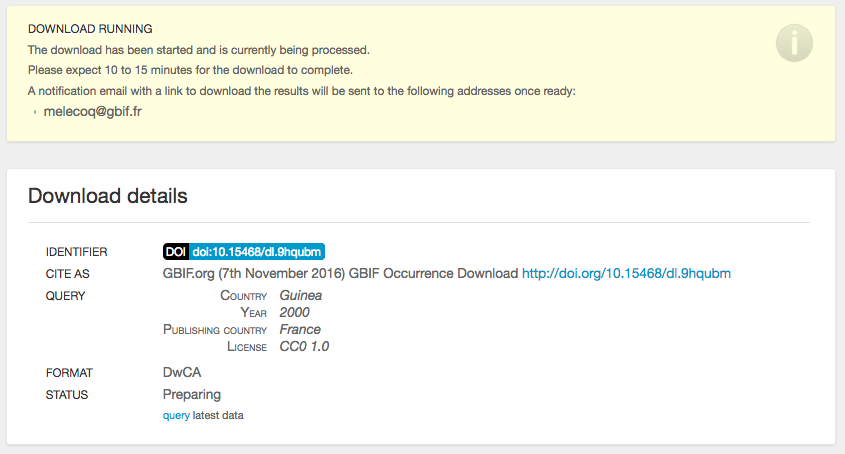 DOWNLOAD RUNNING
The download has been started and is currently being processed.
Please expect 10 to 15 minutes for the download to complete.
A notification email with a link to download the results will be sent to the following addresses once ready:
melecoq@gbif.fr
Download details
IDENTIFIER DOI doi:10.15468/dl.9hqubm
CITE AS GBIF.org (7th November 2016) GBIF Occurrence Download http://doi.org/10.15468/dl.9hqubm
QUERY Country Guinea
Year 2000
Publishing country France
License CC0 1.0
FORMAT DwCA
STATUS Preparing
query latest data